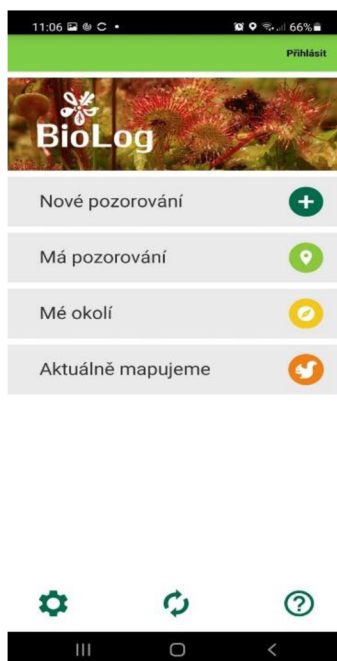 11:06 66%
Přihlásit
BioLog
Nové pozorování
Má pozorování
Mé okolí
Aktuálně mapujeme